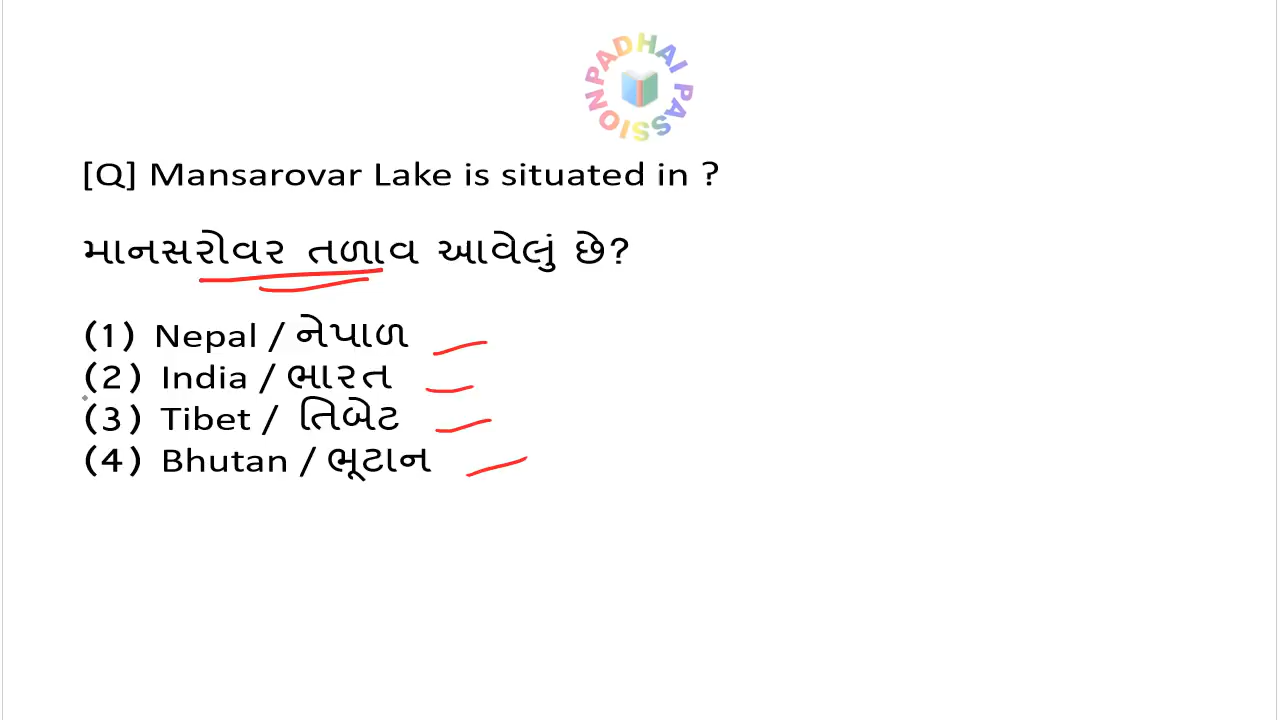 PADHAI PASSION
[Q] Mansarovar Lake is situated in ?
માનસરોવર તળાવ આવેલું છે?
(1) Nepal / નેપાળ
(2) India / ભારત
(3) Tibet / તિબેટ
(4) Bhutan / ભૂટાન